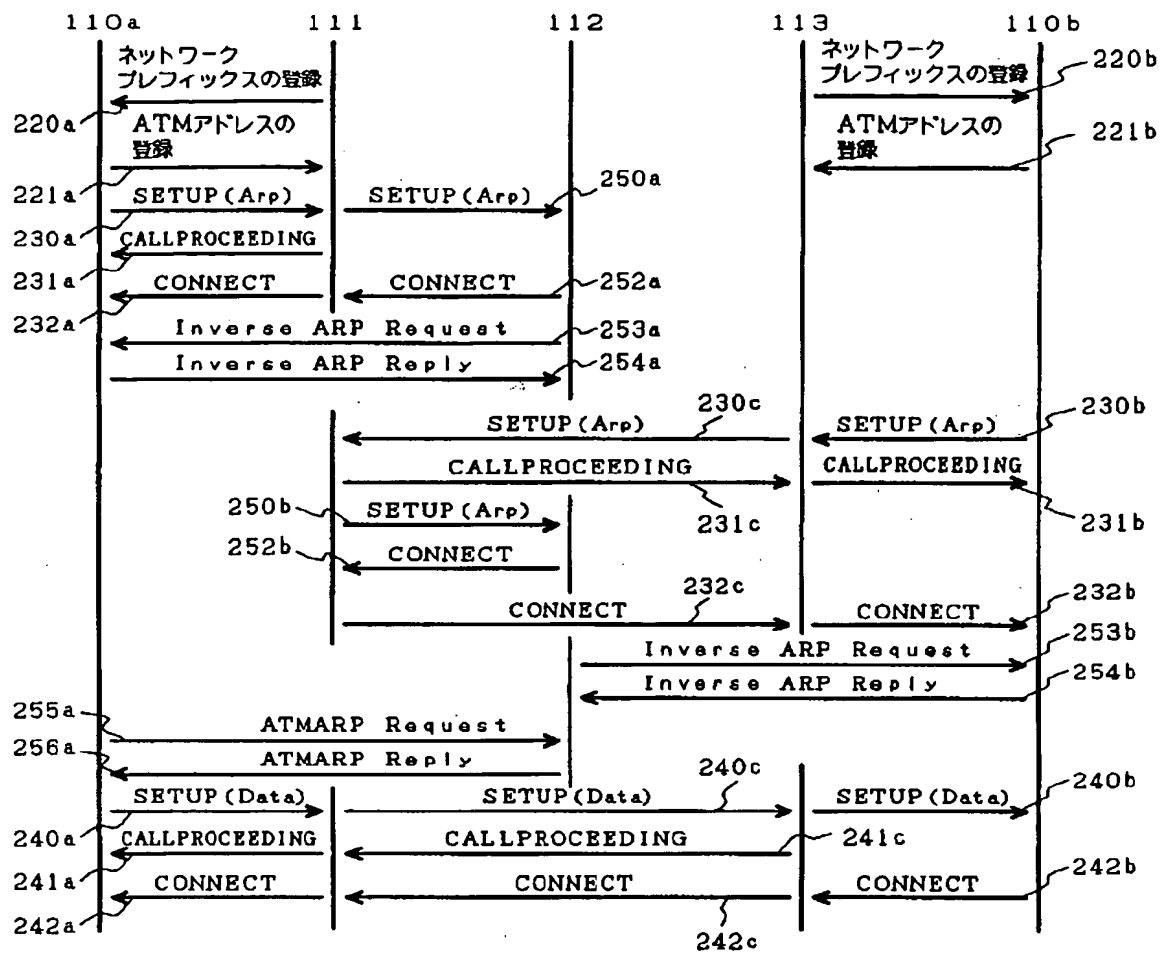 110a 111 112 113 110b
ネットワーク ネットワーク
プレフィックスの登録 プレフィックスの登録 220b
220a ATMアドレスの ATMアドレスの
登録 登録 221b
221a SETUP(Arp) SETUP(Arp) 250a
230a CALLPROCEEDING
231a CONNECT CONNECT 252a
232a Inverse ARP Request 253a
Inverse ARP Reply 254a
230c 230b
SETUP(Arp) SETUP(Arp)
CALLPROCEEDING CALLPROCEEDING
250b SETUP(Arp) 231c 231b
252b CONNECT
232c 232b
CONNECT CONNECT
253b
Inverse ARP Request
Inverse ARP Reply 254b
255a ATMARP Request
256a ATMARP Reply
240c 240b
SETUP(Data) SETUP(Data) SETUP(Data)
240a CALLPROCEEDING CALLPROCEEDING 241c
241a CONNECT CONNECT CONNECT 242b
242a 242c